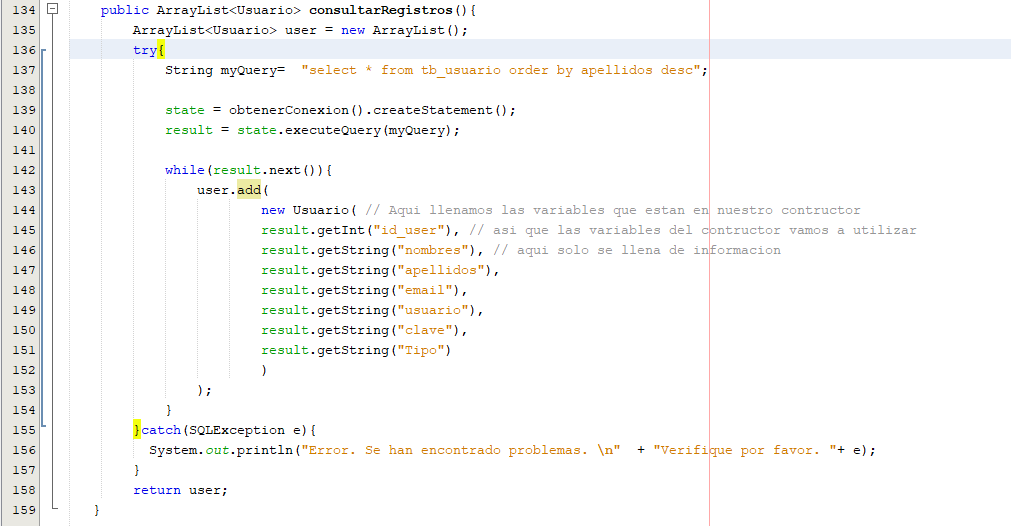 134 public ArrayList<Usuario> consultarRegistros(){
135 ArrayList<Usuario> user = new ArrayList();
136 try{
137 String myQuery=  "select * from tb_usuario order by apellidos desc";
138
139 state = obtenerConexion().createStatement();
140 result = state.executeQuery(myQuery);
141
142 while(result.next()){
143 user.add(
144 new Usuario( // Aqui llenamos las variables que estan en nuestro contructor
145 result.getInt("id_user"), // asi que las variables del contructor vamos a utilizar
146 result.getString("nombres"), // aqui solo se llena de informacion
147 result.getString("apellidos"),
148 result.getString("email"),
149 result.getString("usuario"),
150 result.getString("clave"),
151 result.getString("Tipo")
152 )
153 );
154 }
155 }catch(SQLException e){
156 System.out.println("Error. Se han encontrado problemas. \n"  + "Verifique por favor. "+ e);
157 }
158 return user;
159 }